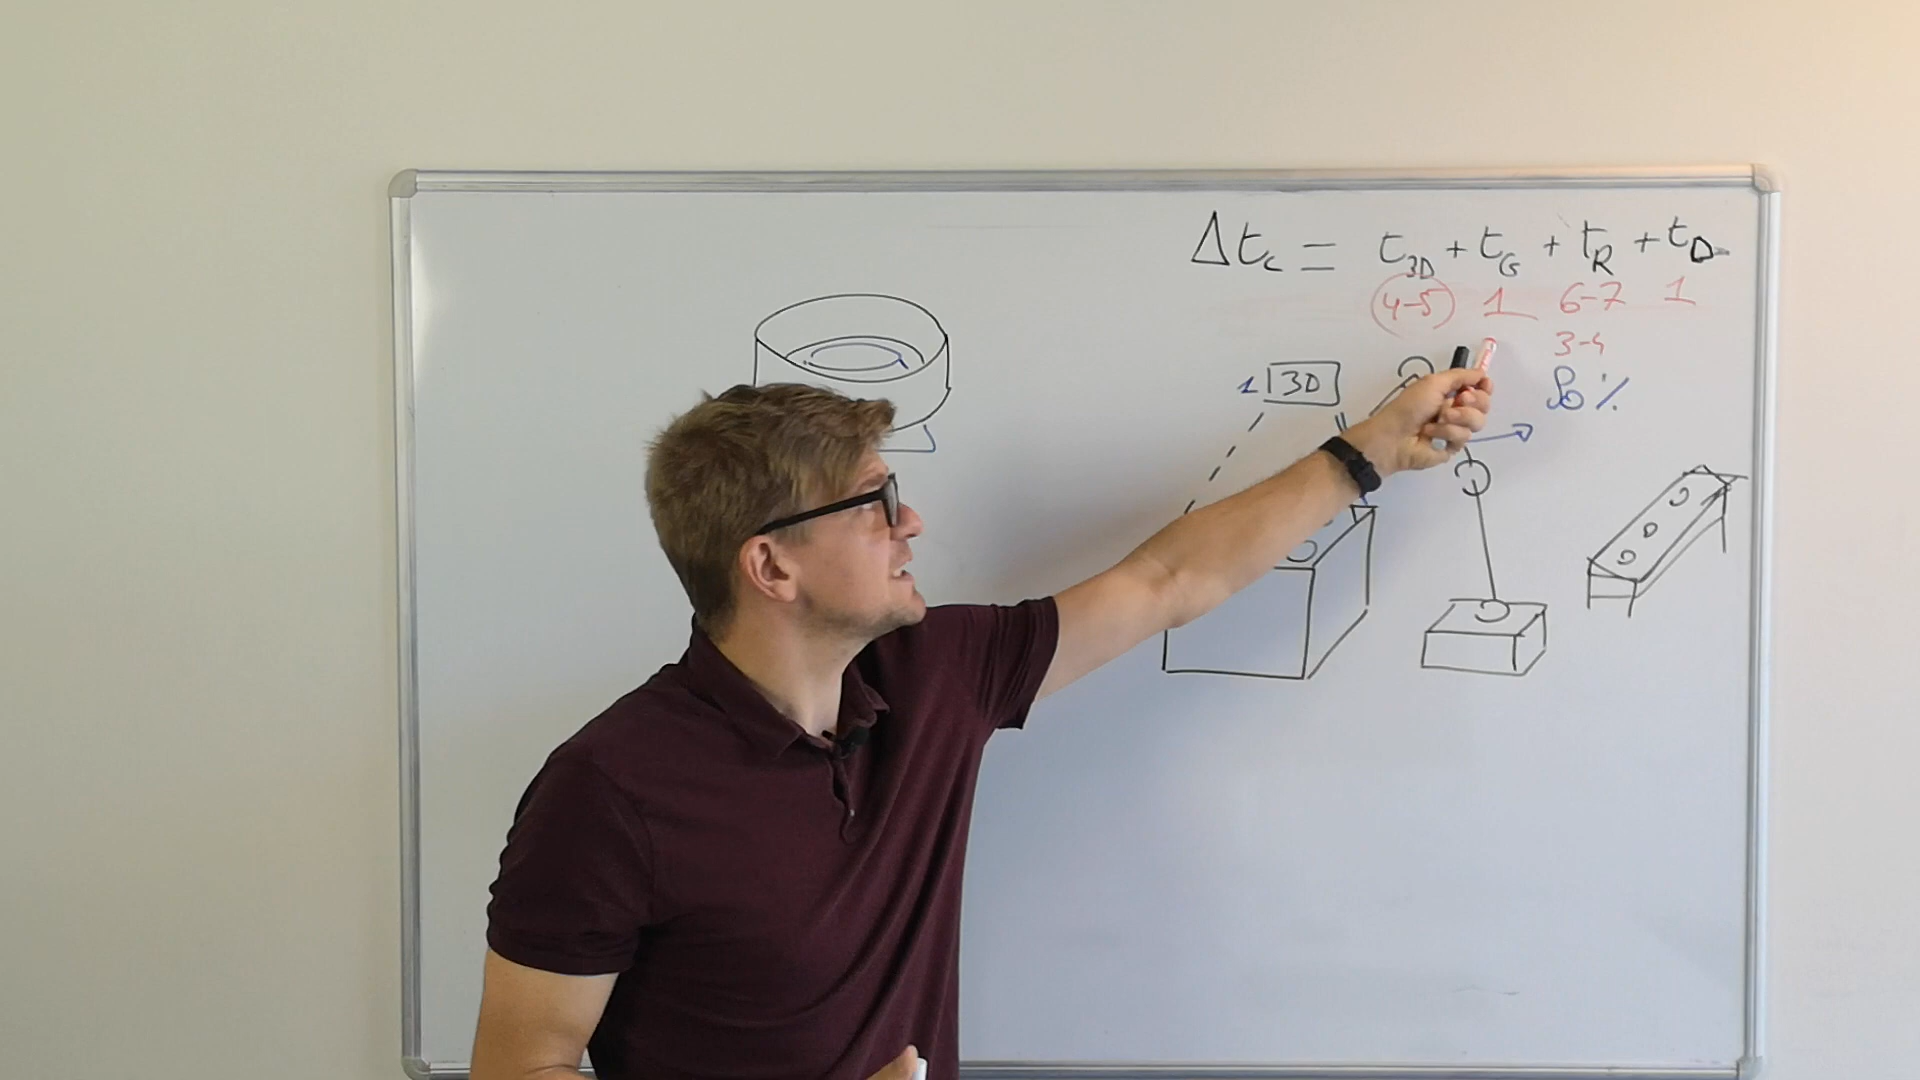 Δtc = t3D + tG + tR + tD
4-5 1 6-7 1
3-4
1 3D
80 %